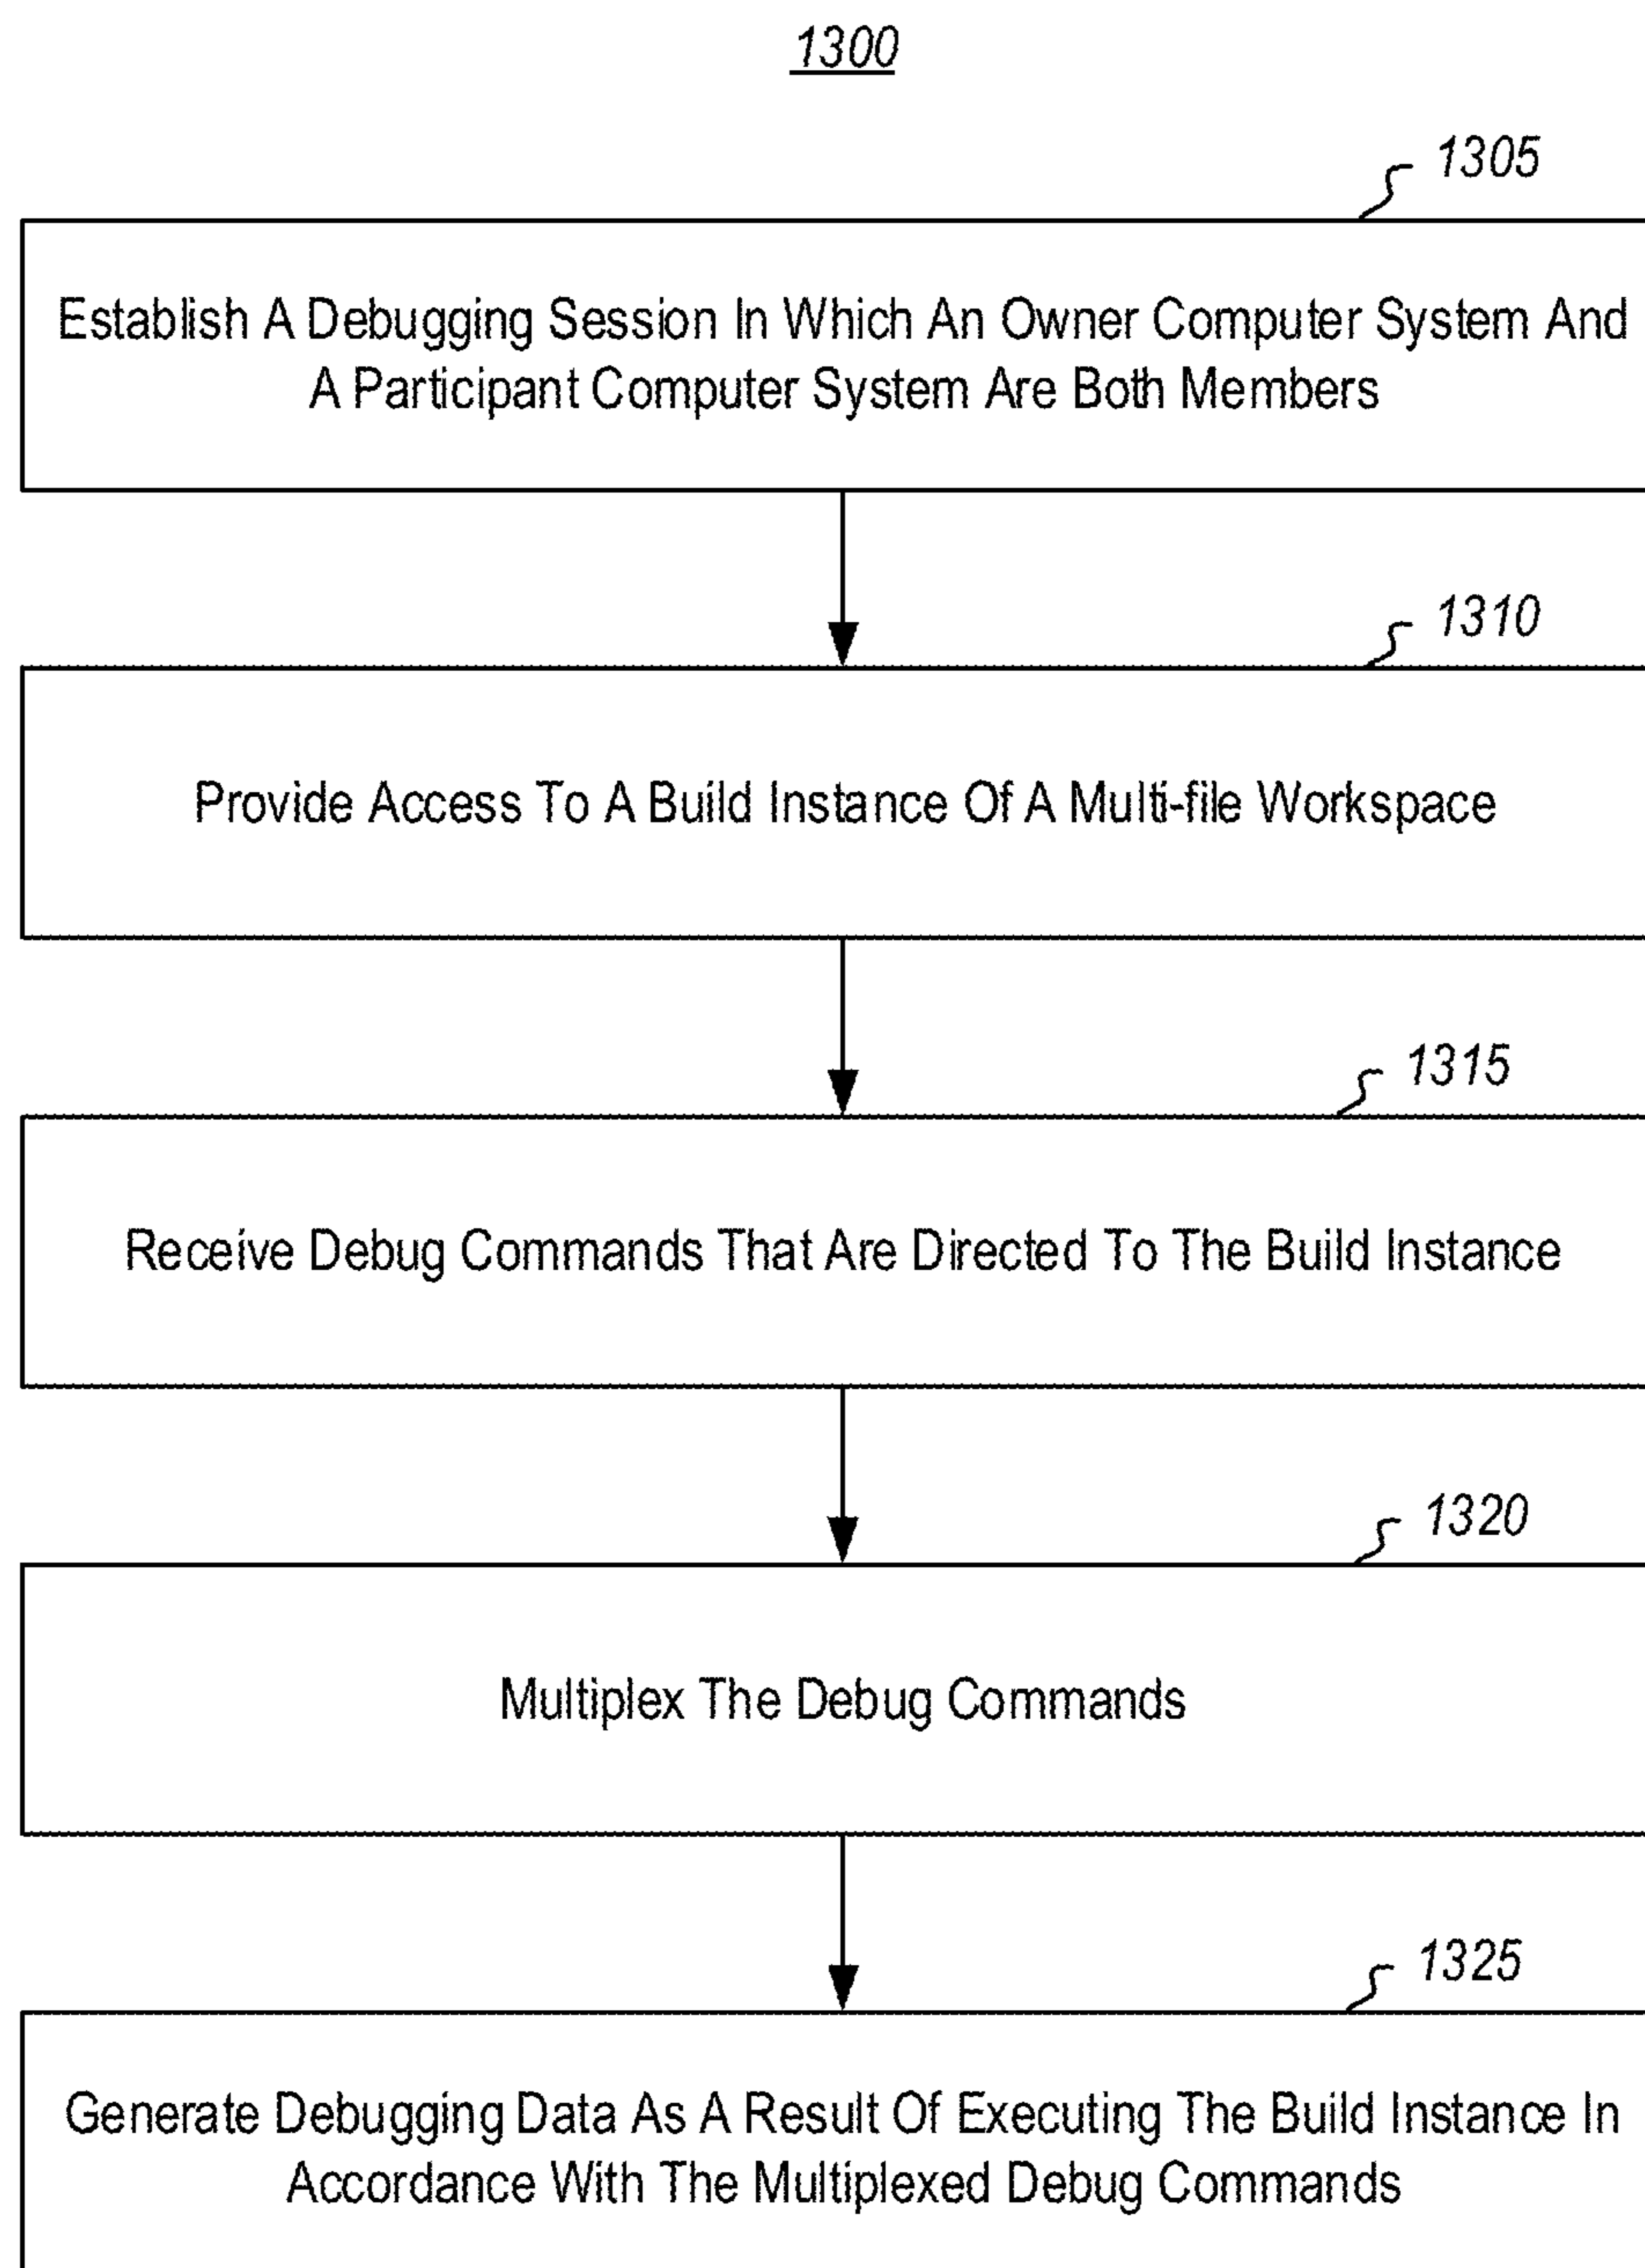 1300
1305
Establish A Debugging Session In Which An Owner Computer System And
A Participant Computer System Are Both Members
1310
Provide Access To A Build Instance Of A Multi-file Workspace
1315
Receive Debug Commands That Are Directed To The Build Instance
1320
Multiplex The Debug Commands
1325
Generate Debugging Data As A Result Of Executing The Build Instance In
Accordance With The Multiplexed Debug Commands